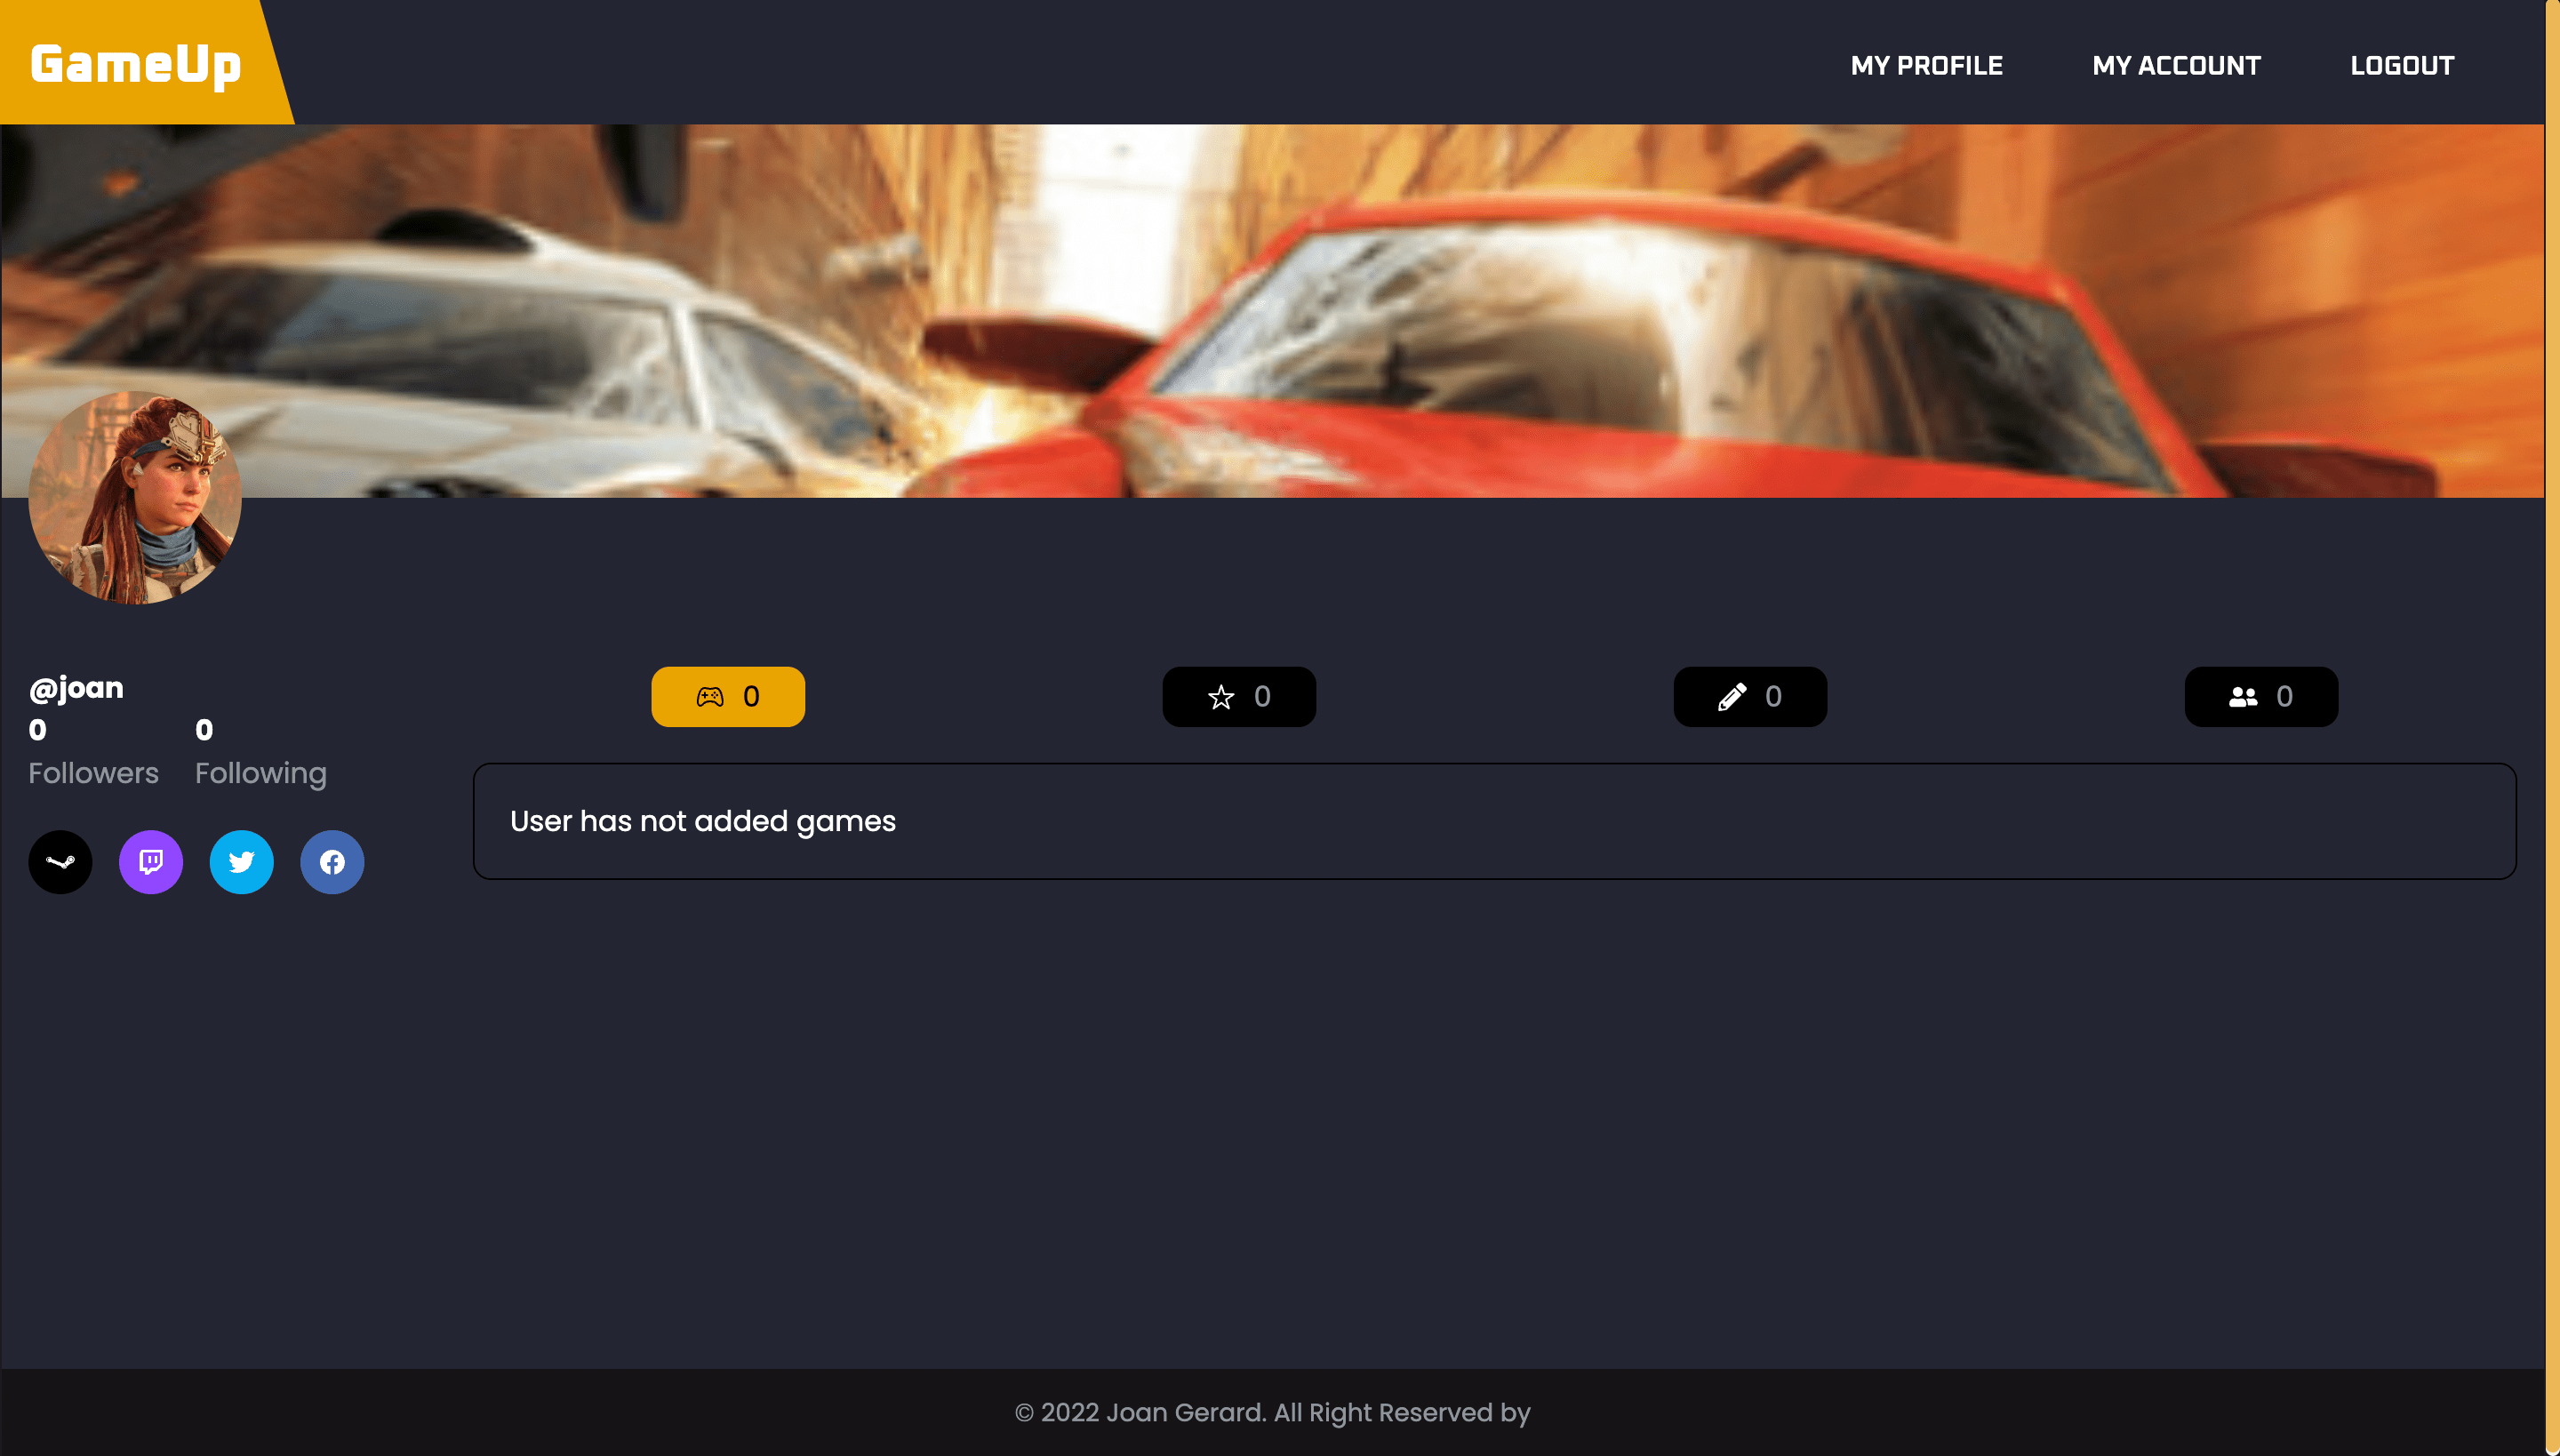 GameUp
MY PROFILE
MY ACCOUNT
LOGOUT
@joan
0
0
Followers
Following
0
0
0
0
User has not added games
© 2022 Joan Gerard. All Right Reserved by